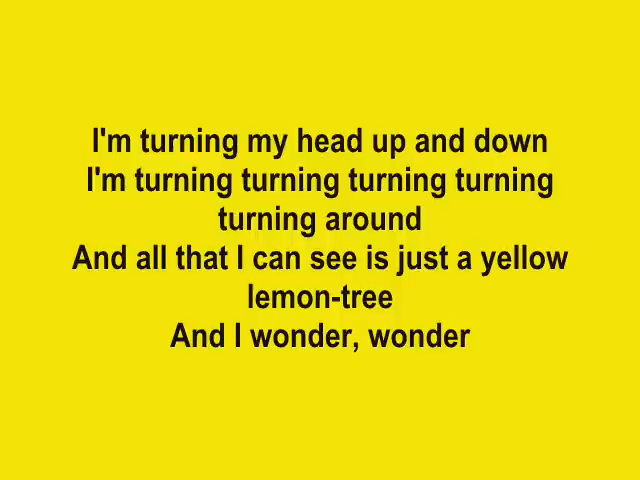 I'm turning my head up and down
I'm turning turning turning turning
turning around
And all that I can see is just a yellow
lemon-tree
And I wonder, wonder